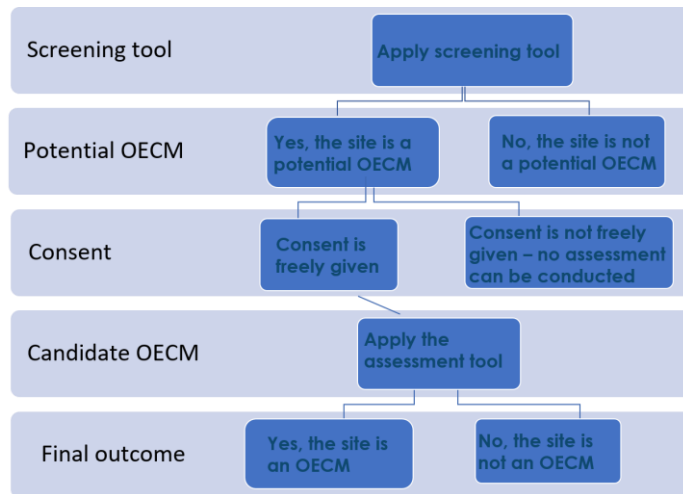 Screening tool
Apply screening tool
Potential OECM
Yes, the site is a
potential OECM
No, the site is not
a potential OECM
Consent
Consent is
freely given
Consent is not freely
given – no assessment
can be conducted
Candidate OECM
Apply the
assessment tool
Final outcome
Yes, the site is
an OECM
No, the site is
not an OECM